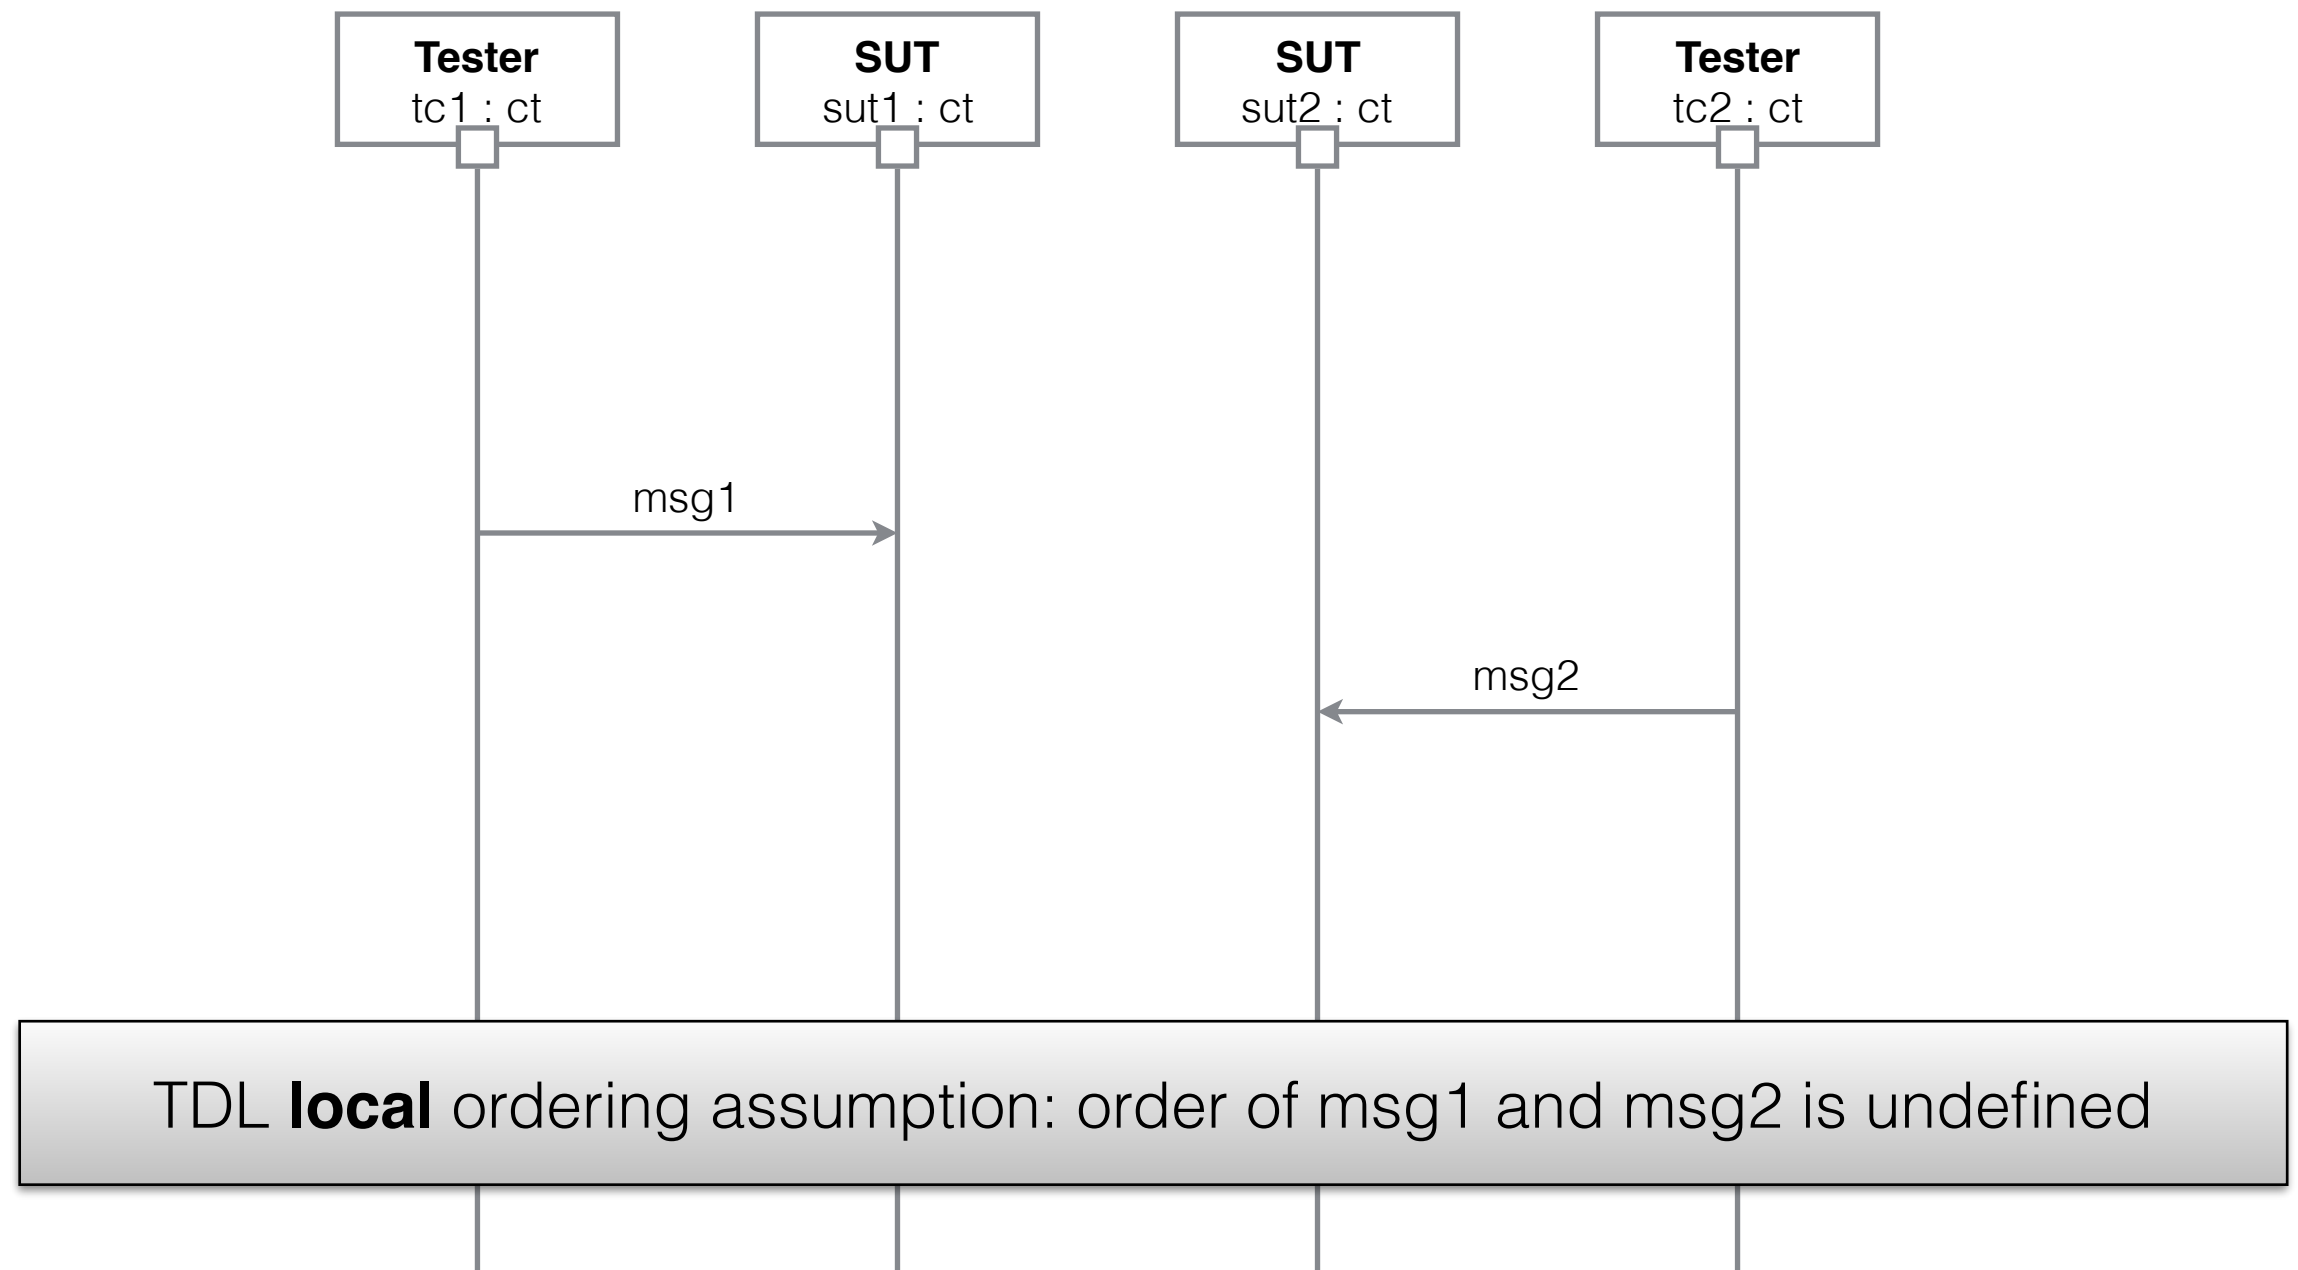 Tester
tc1 : ct
SUT
sut1 : ct
SUT
sut2 : ct
Tester
tc2 : ct
msg1
msg2
TDL local ordering assumption: order of msg1 and msg2 is undefined